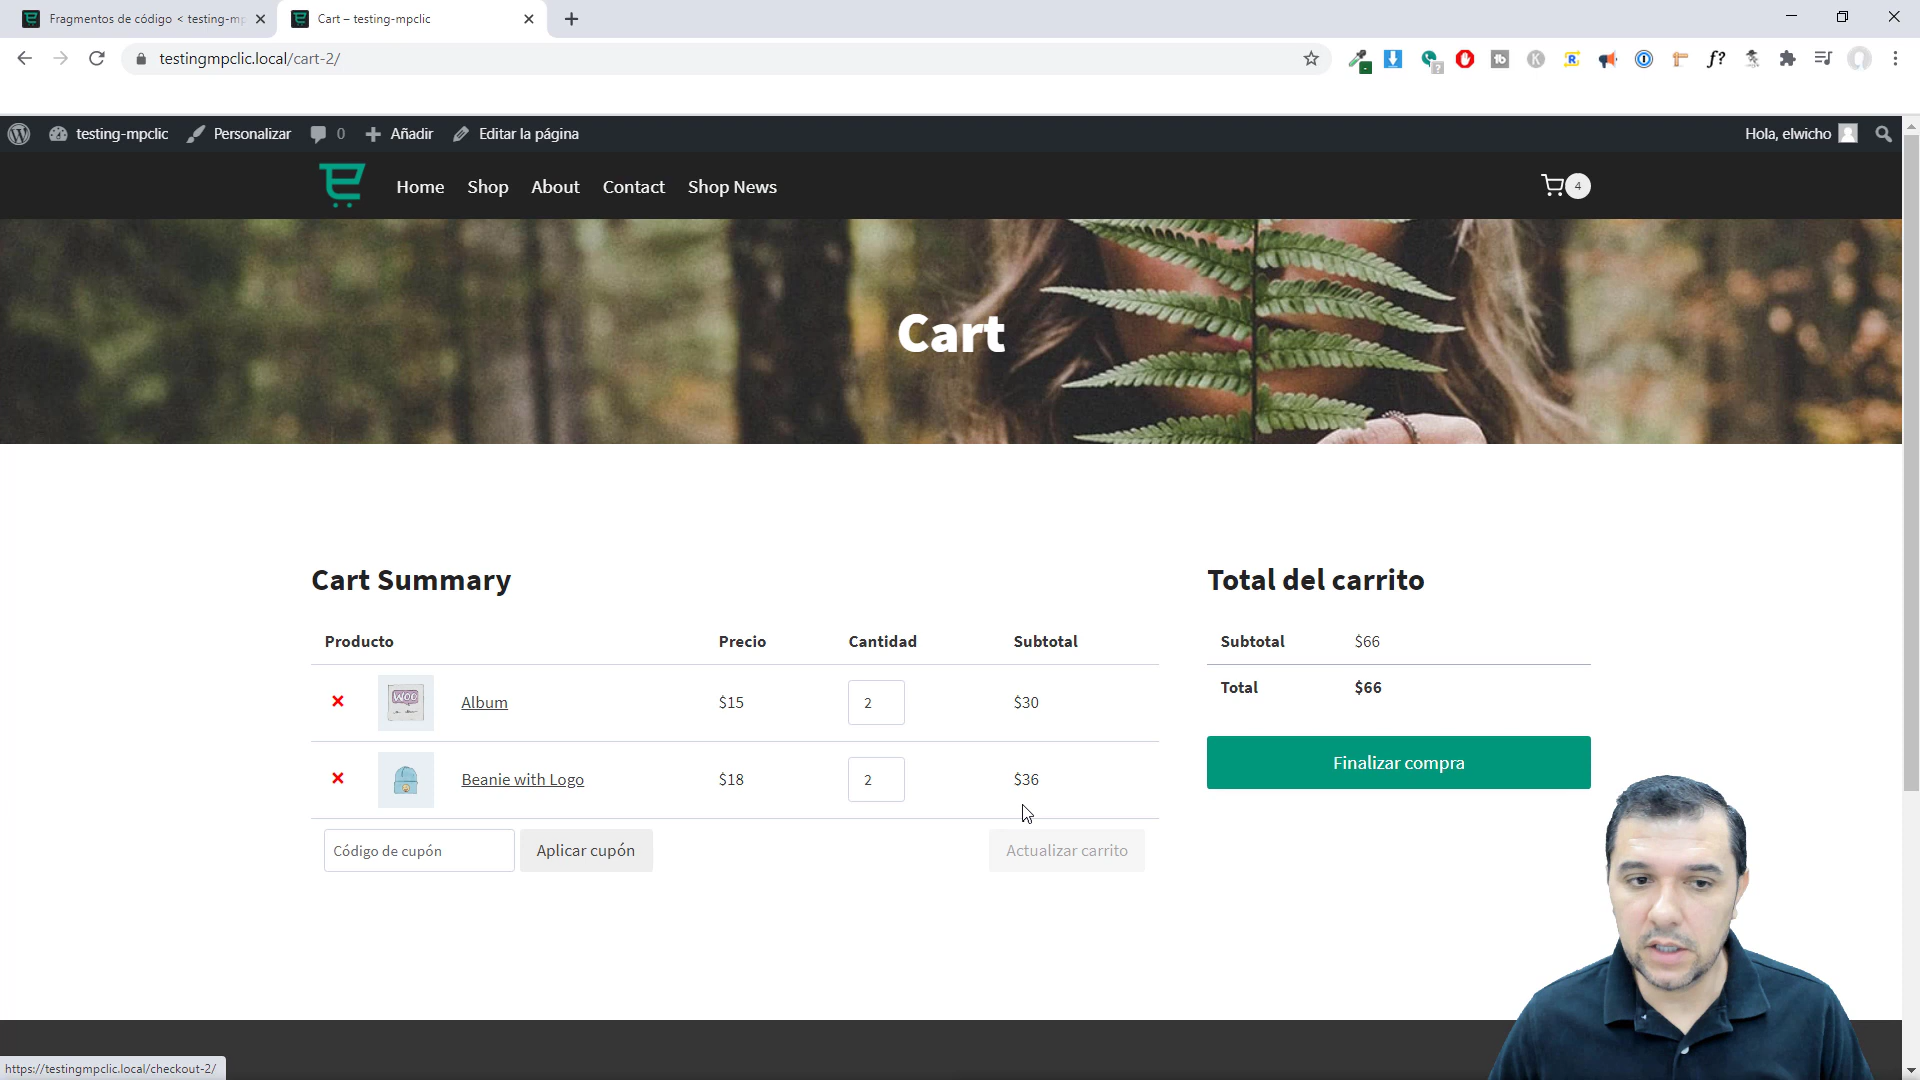 Fragmentos de código < testing-mp
Cart – testing-mpclic
testingmpclic.local/cart-2/
testing-mpclic
Personalizar
0
Añadir
Editar la página
Hola, elwicho
Home
Shop
About
Contact
Shop News
4
Cart
Cart Summary
Producto
Precio
Cantidad
Subtotal
WOO
Album
$15
2
$30
Beanie with Logo
$18
2
$36
Código de cupón
Aplicar cupón
Actualizar carrito
Total del carrito
Subtotal
$66
Total
$66
Finalizar compra
https://testingmpclic.local/checkout-2/